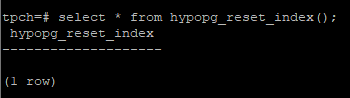 tpch=# select * from hypopg_reset_index();
 hypopg_reset_index
--------------------

(1 row)